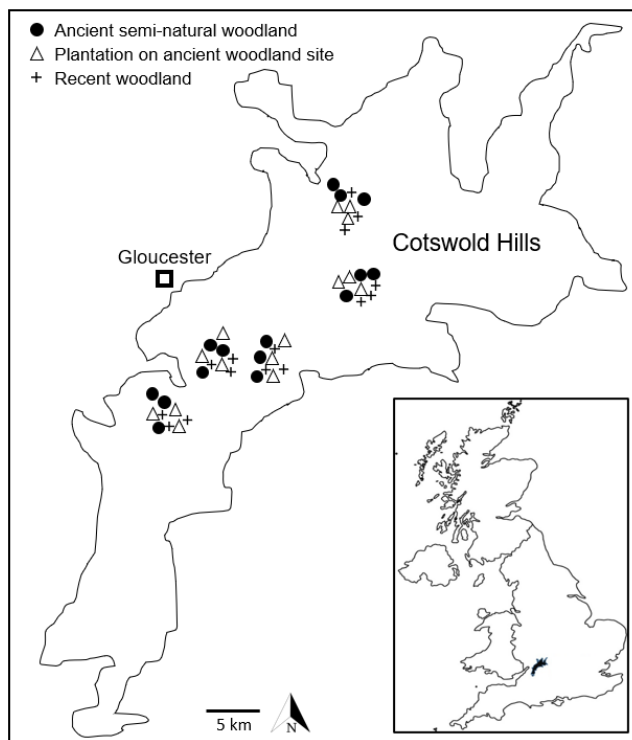 Ancient semi-natural woodland
Plantation on ancient woodland site
Recent woodland
Gloucester
Cotswold Hills
5 km
N